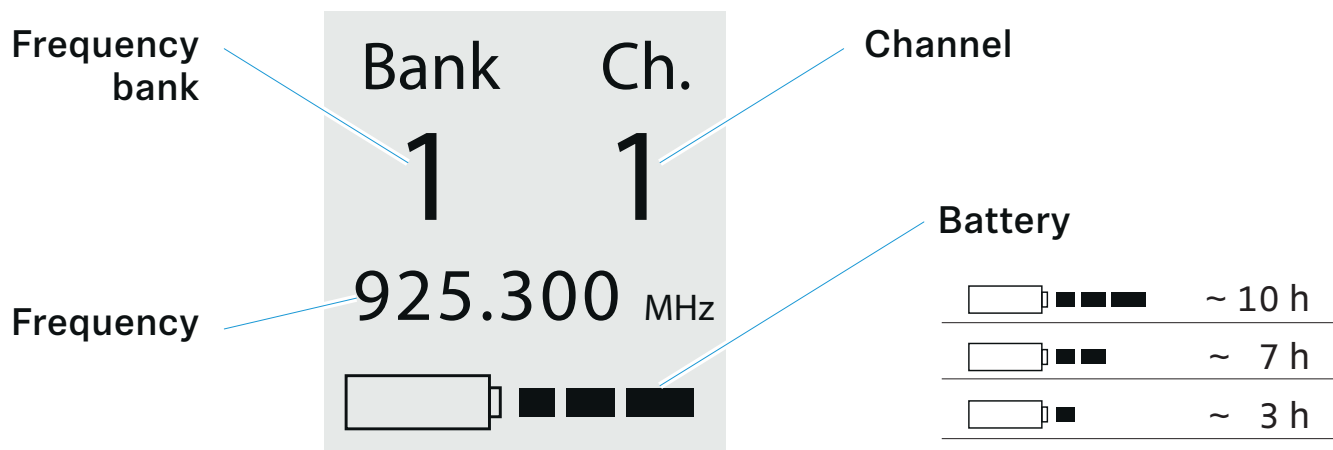 Frequency
bank
Bank Ch.
Channel
1 1
Battery
Frequency
925.300 MHz
~ 10 h
~ 7 h
~ 3 h